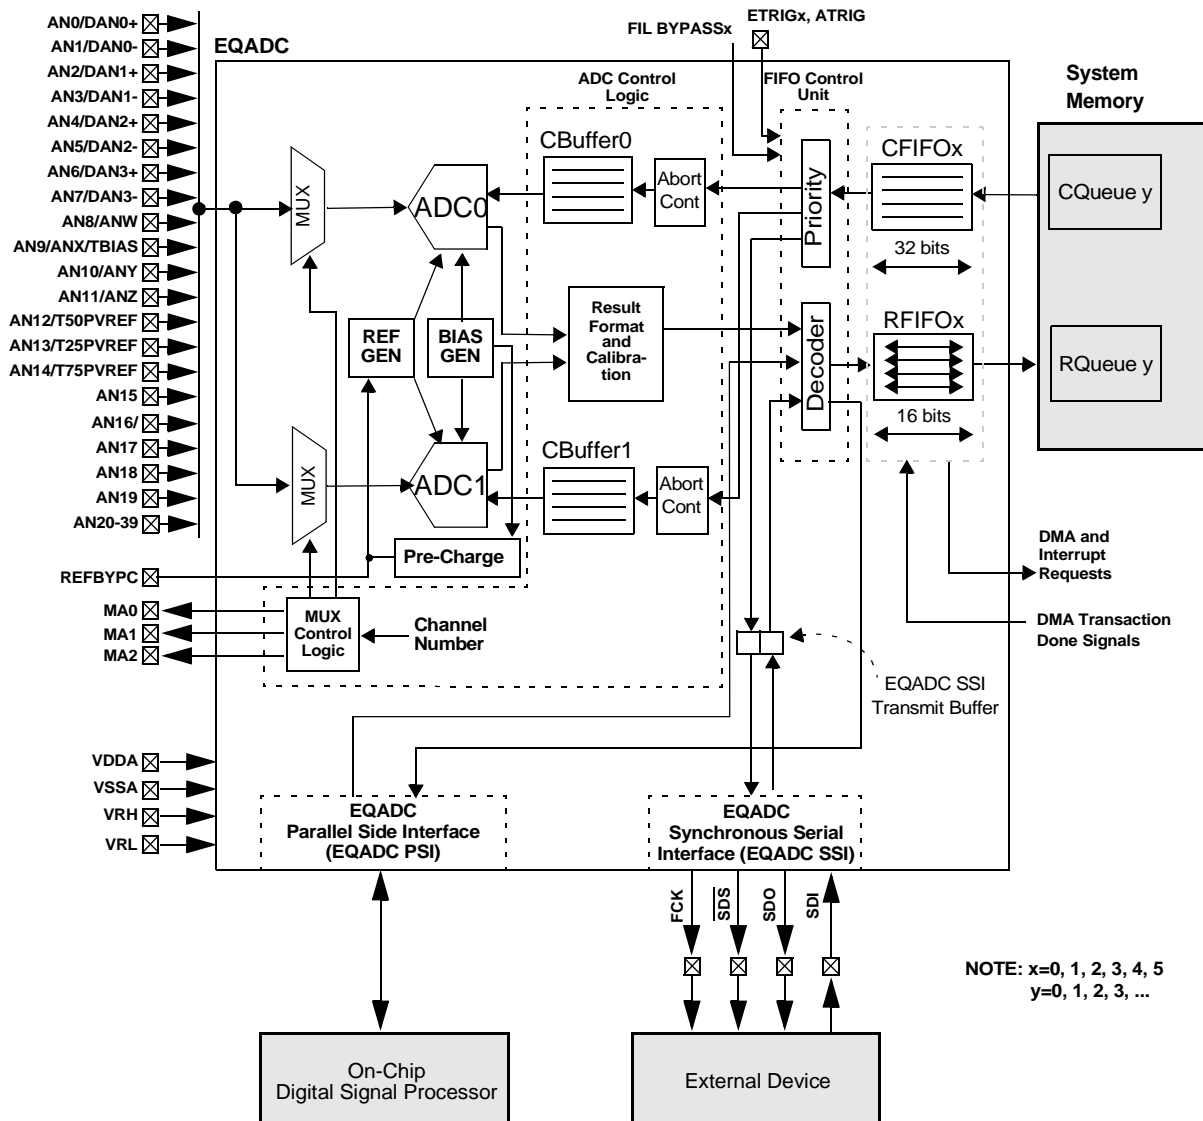 AN0/DAN0+
AN1/DAN0-
AN2/DAN1+
AN3/DAN1-
AN4/DAN2+
AN5/DAN2-
AN6/DAN3+
AN7/DAN3-
AN8/ANW
AN9/ANX/TBIAS
AN10/ANY
AN11/ANZ
AN12/T50PVREF
AN13/T25PVREF
AN14/T75PVREF
AN15
AN16/
AN17
AN18
AN19
AN20-39
REFBYPC
MA0
MA1
MA2
VDDA
VSSA
VRH
VRL
EQADC
FIL BYPASSx
ETRIGx, ATRIG
ADC Control
Logic
FIFO Control
Unit
System
Memory
MUX
ADC0
CBuffer0
Abort
Cont
Priority
CFIFOx
32 bits
CQueue y
REF
GEN
BIAS
GEN
Result
Format
and
Calibra-
tion
Decoder
RFIFOx
16 bits
RQueue y
MUX
ADC1
CBuffer1
Abort
Cont
Pre-Charge
MUX
Control
Logic
Channel
Number
DMA and
Interrupt
Requests
DMA Transaction
Done Signals
EQADC SSI
Transmit Buffer
EQADC
Parallel Side Interface
(EQADC PSI)
EQADC
Synchronous Serial
Interface (EQADC SSI)
FCK
SDS
SDO
SDI
NOTE: x=0, 1, 2, 3, 4, 5
y=0, 1, 2, 3, ...
On-Chip
Digital Signal Processor
External Device